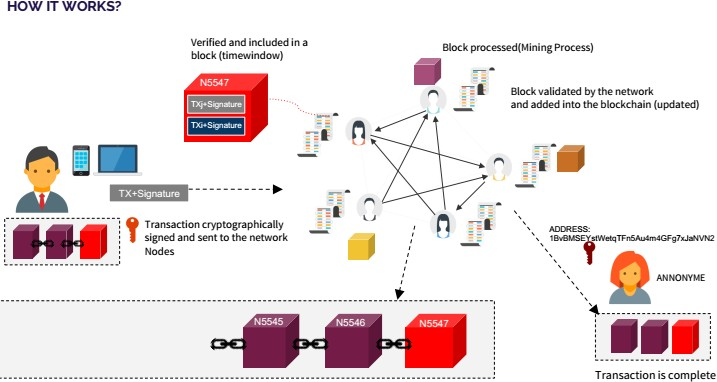 HOW IT WORKS?
Verified and included in a
block (timewindow)
N5547
TXj+Signature
TXi+Signature
Block processed(Mining Process)
Block validated by the network
and added into the blockchain (updated)
TX+Signature
Transaction cryptographically
signed and sent to the network
Nodes
ADDRESS:
1BvBMSEYstWetqTFn5Au4m4GFg7xJaNVN2
ANNONYME
N5545
N5546
N5547
Transaction is complete